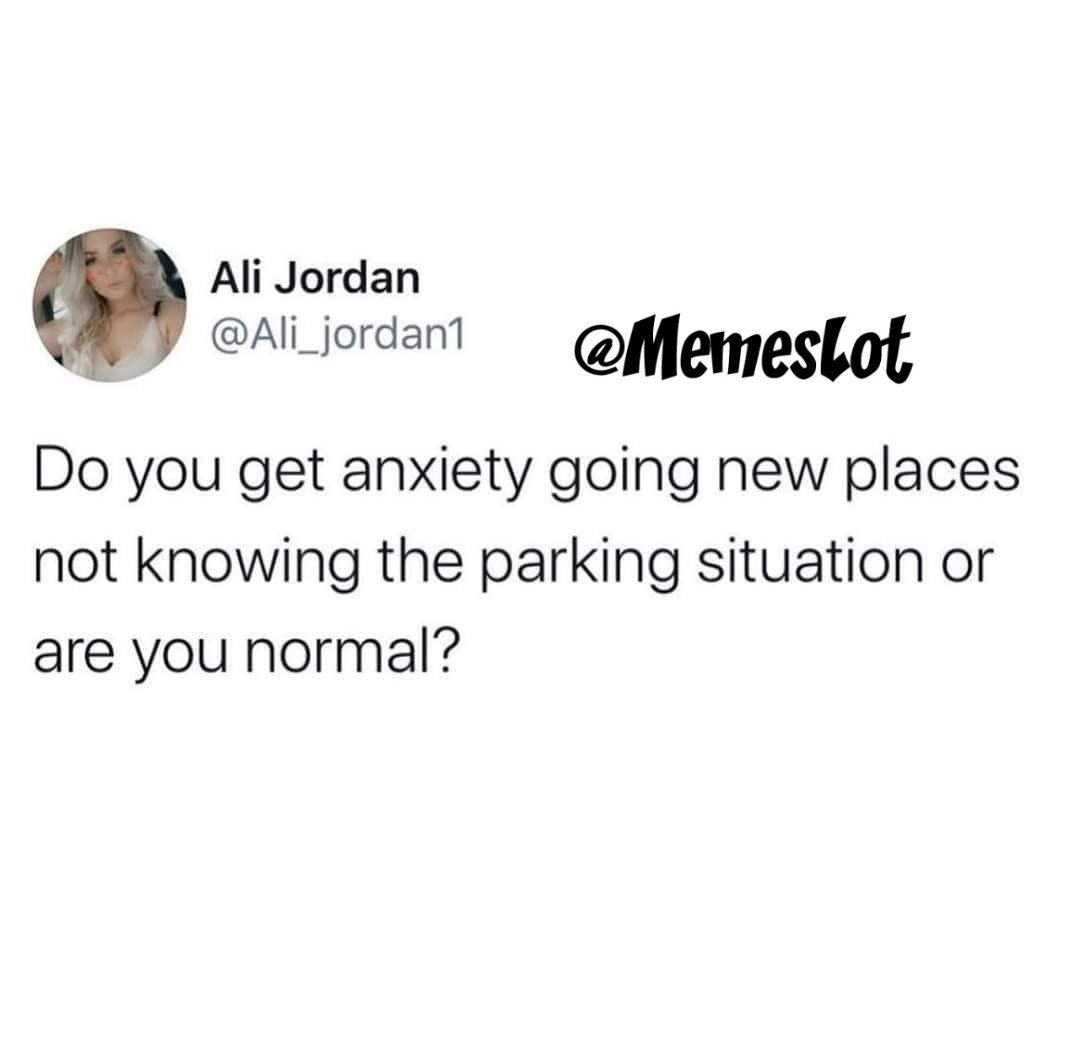 Ali Jordan
@Ali_jordan1
@MemesLot
Do you get anxiety going new places
not knowing the parking situation or
are you normal?